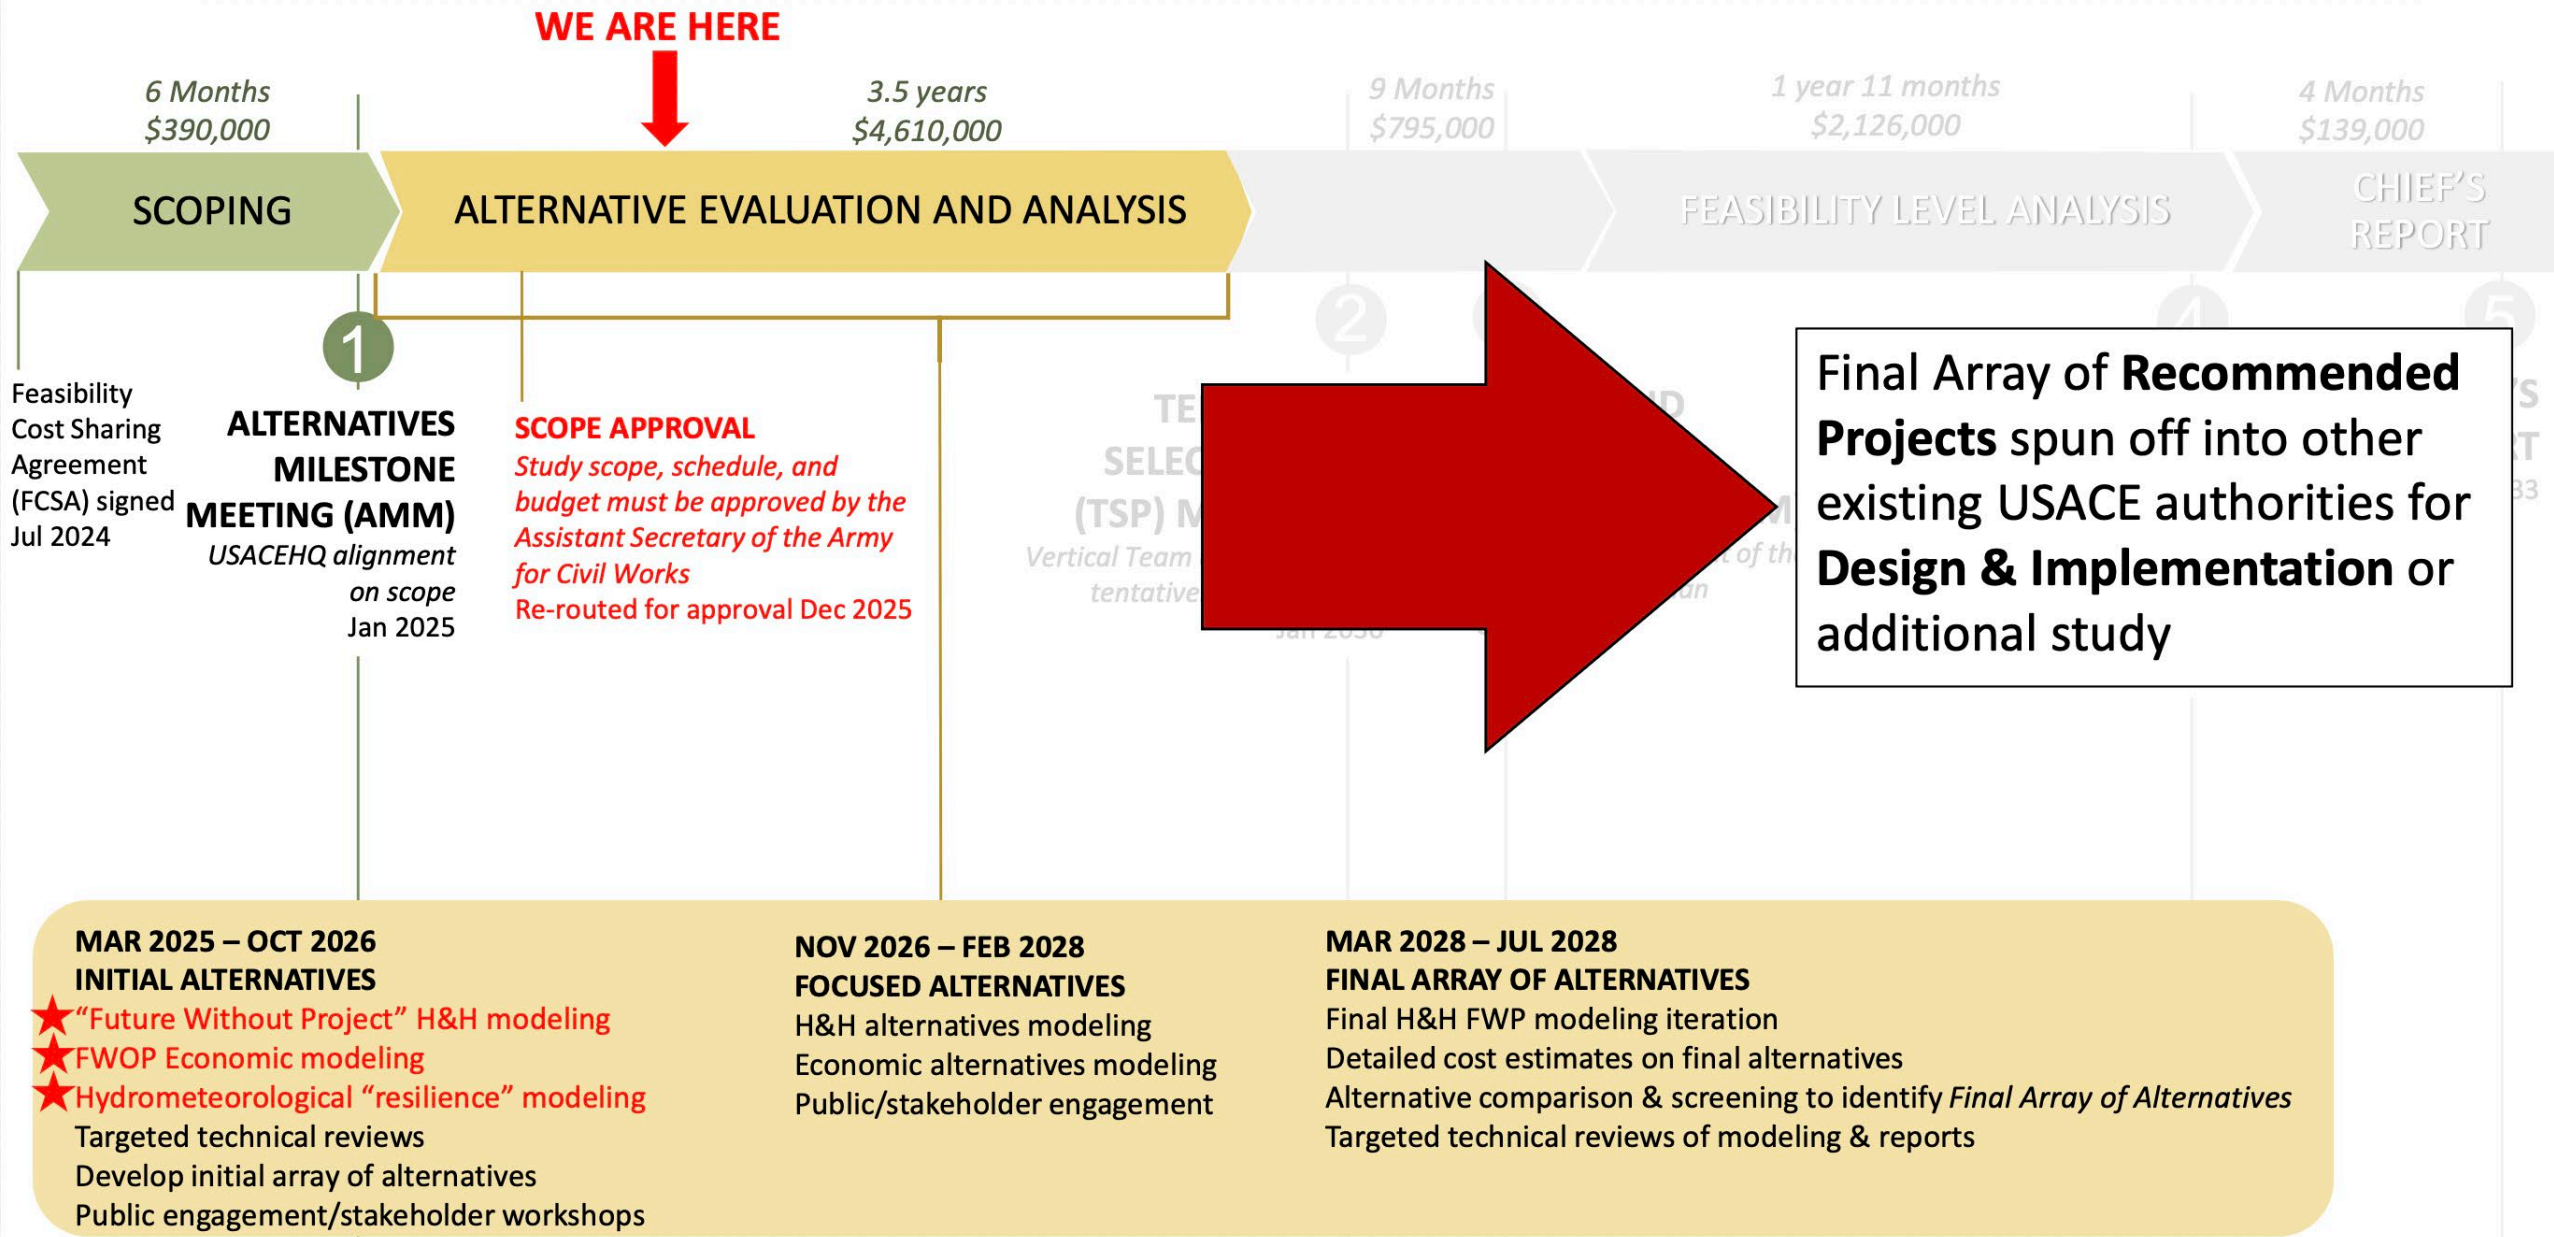 WE ARE HERE
6 Months
$390,000
3.5 years
$4,610,000
9 Months
$795,000
1 year 11 months
$2,126,000
4 Months
$139,000
SCOPING
ALTERNATIVE EVALUATION AND ANALYSIS
FEASIBILITY LEVEL ANALYSIS
CHIEF'S
REPORT
1
2
4
5
Feasibility
Cost Sharing
Agreement
(FCSA) signed
Jul 2024
ALTERNATIVES
MILESTONE
MEETING (AMM)
USACEHQ alignment
on scope
Jan 2025
SCOPE APPROVAL
Study scope, schedule, and
budget must be approved by the
Assistant Secretary of the Army
for Civil Works
Re-routed for approval Dec 2025
(TSP)
Vertical Team
tentative
Final Array of Recommended
Projects spun off into other
existing USACE authorities for
Design & Implementation or
additional study
MAR 2025 – OCT 2026
INITIAL ALTERNATIVES
"Future Without Project" H&H modeling
FWOP Economic modeling
Hydrometeorological "resilience" modeling
Targeted technical reviews
Develop initial array of alternatives
Public engagement/stakeholder workshops
NOV 2026 – FEB 2028
FOCUSED ALTERNATIVES
H&H alternatives modeling
Economic alternatives modeling
Public/stakeholder engagement
MAR 2028 – JUL 2028
FINAL ARRAY OF ALTERNATIVES
Final H&H FWP modeling iteration
Detailed cost estimates on final alternatives
Alternative comparison & screening to identify Final Array of Alternatives
Targeted technical reviews of modeling & reports